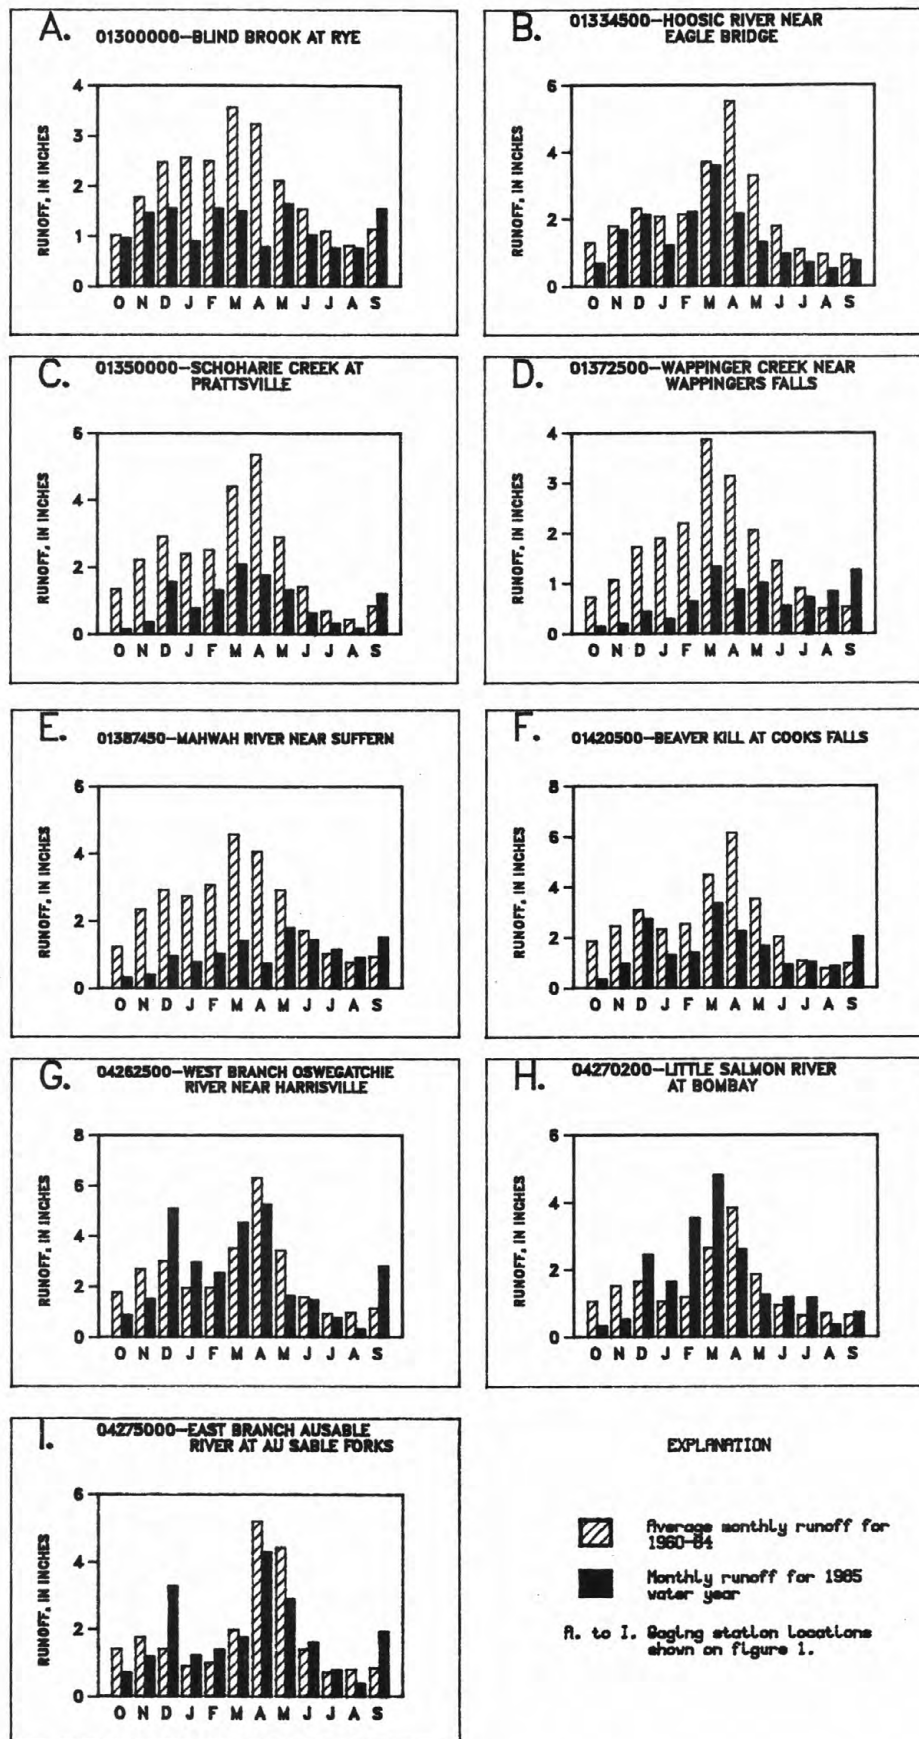 A. 01300000—BLIND BROOK AT RYE
4
3
2
1
0
RUNOFF, IN INCHES
O N D J F M A M J J A S
B. 01334500—HOOSIC RIVER NEAR
EAGLE BRIDGE
6
4
2
0
RUNOFF, IN INCHES
O N D J F M A M J J A S
C. 01350000—SCHOHARIE CREEK AT
PRATTSVILLE
6
4
2
0
RUNOFF, IN INCHES
O N D J F M A M J J A S
D. 01372500—WAPPINGER CREEK NEAR
WAPPINGERS FALLS
4
3
2
1
0
RUNOFF, IN INCHES
O N D J F M A M J J A S
E. 01387450—MAHWAH RIVER NEAR SUFFERN
6
4
2
0
RUNOFF, IN INCHES
O N D J F M A M J J A S
F. 01420500—BEAVER KILL AT COOKS FALLS
8
6
4
2
0
RUNOFF, IN INCHES
O N D J F M A M J J A S
G. 04262500—WEST BRANCH OSWEGATCHIE
RIVER NEAR HARRISVILLE
8
6
4
2
0
RUNOFF, IN INCHES
O N D J F M A M J J A S
H. 04270200—LITTLE SALMON RIVER
AT BOMBAY
6
4
2
0
RUNOFF, IN INCHES
O N D J F M A M J J A S
I. 04275000—EAST BRANCH AUSABLE
RIVER AT AU SABLE FORKS
6
4
2
0
RUNOFF, IN INCHES
O N D J F M A M J J A S
EXPLANATION
Average monthly runoff for
1960-84
Monthly runoff for 1985
water year
A. to I. Gaging station locations
shown on figure 1.